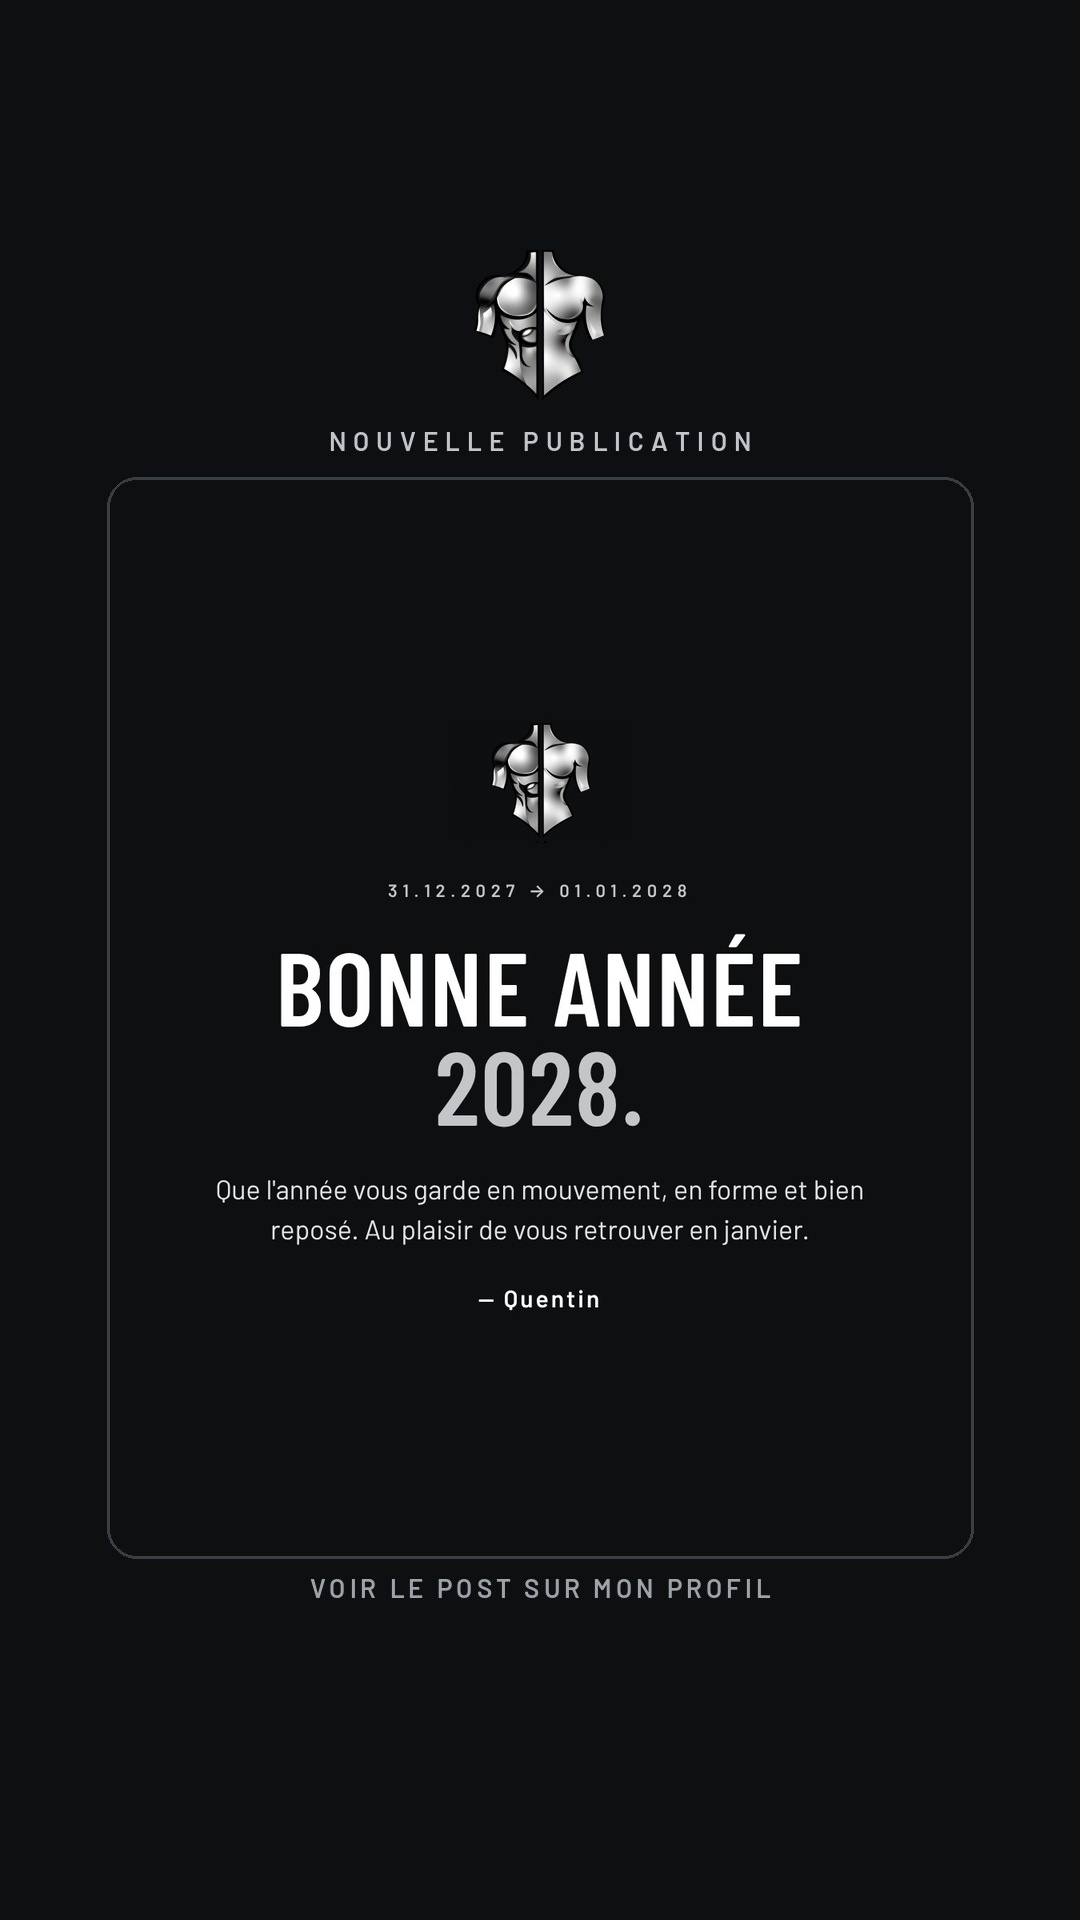 NOUVELLE PUBLICATION
31.12.2027 → 01.01.2028
BONNE ANNÉE
2028.
Que l'année vous garde en mouvement, en forme et bien
reposé. Au plaisir de vous retrouver en janvier.
— Quentin
VOIR LE POST SUR MON PROFIL